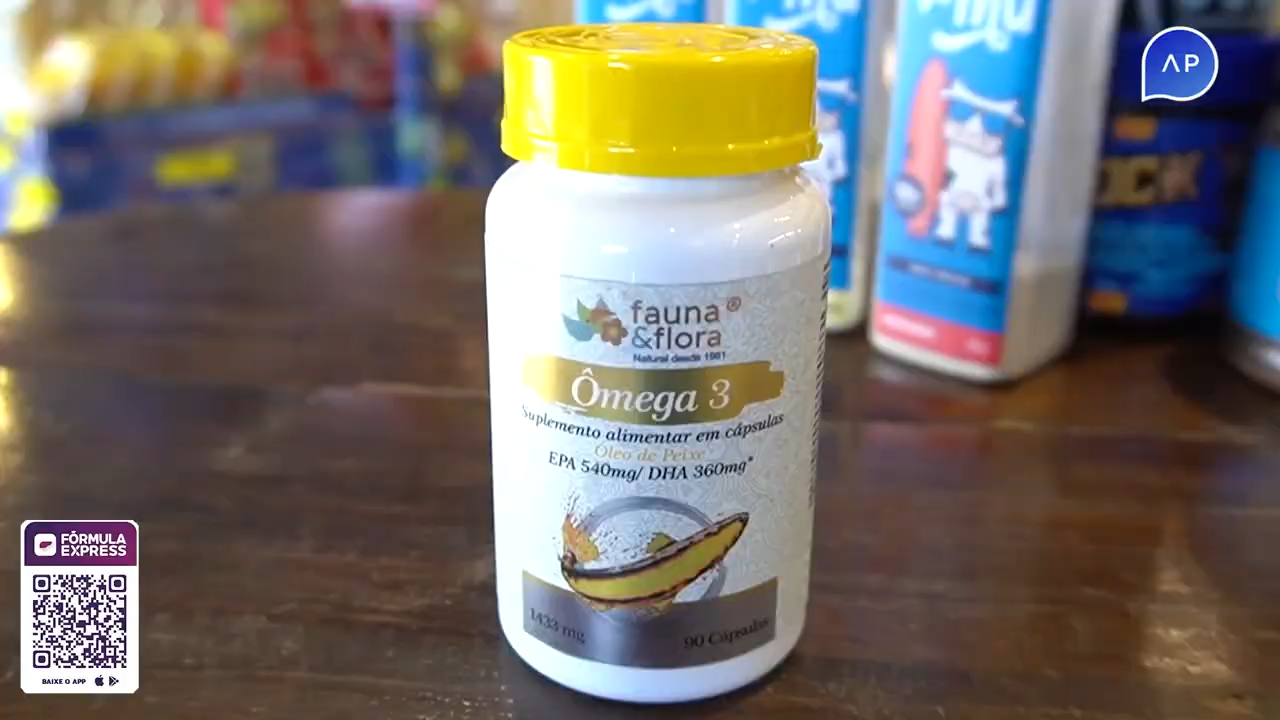 ΛP
fauna®
&flora
Natural desde 1981
Ômega 3
Suplemento alimentar em cápsulas
Óleo de Peixe
EPA 540mg/ DHA 360mg*
1433 mg
90 Cápsulas
FÓRMULA
EXPRESS
BAIXE O APP